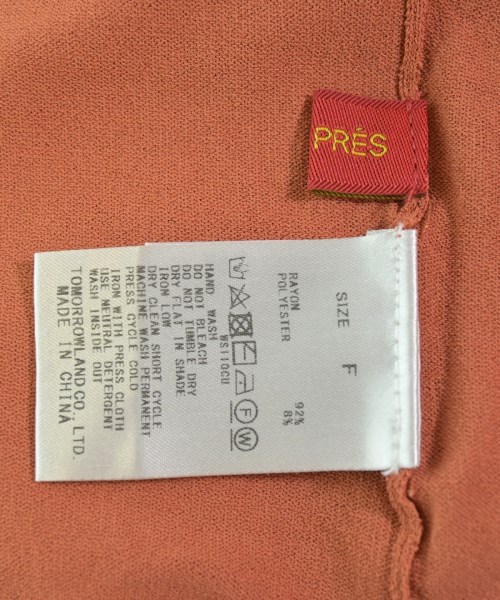 PRÉS
SIZE F
RAYON 92%
POLYESTER 8%
WS110CU
HAND WASH
DO NOT BLEACH
DO NOT TUMBLE DRY
DRY FLAT IN SHADE
IRON LOW
DRY CLEAN SHORT CYCLE
MACHINE WASH PERMANENT
PRESS CYCLE COLD
IRON WITH PRESS CLOTH
USE NEUTRAL DETERGENT
WASH INSIDE OUT
TOMORROWLAND CO., LTD.
MADE IN CHINA